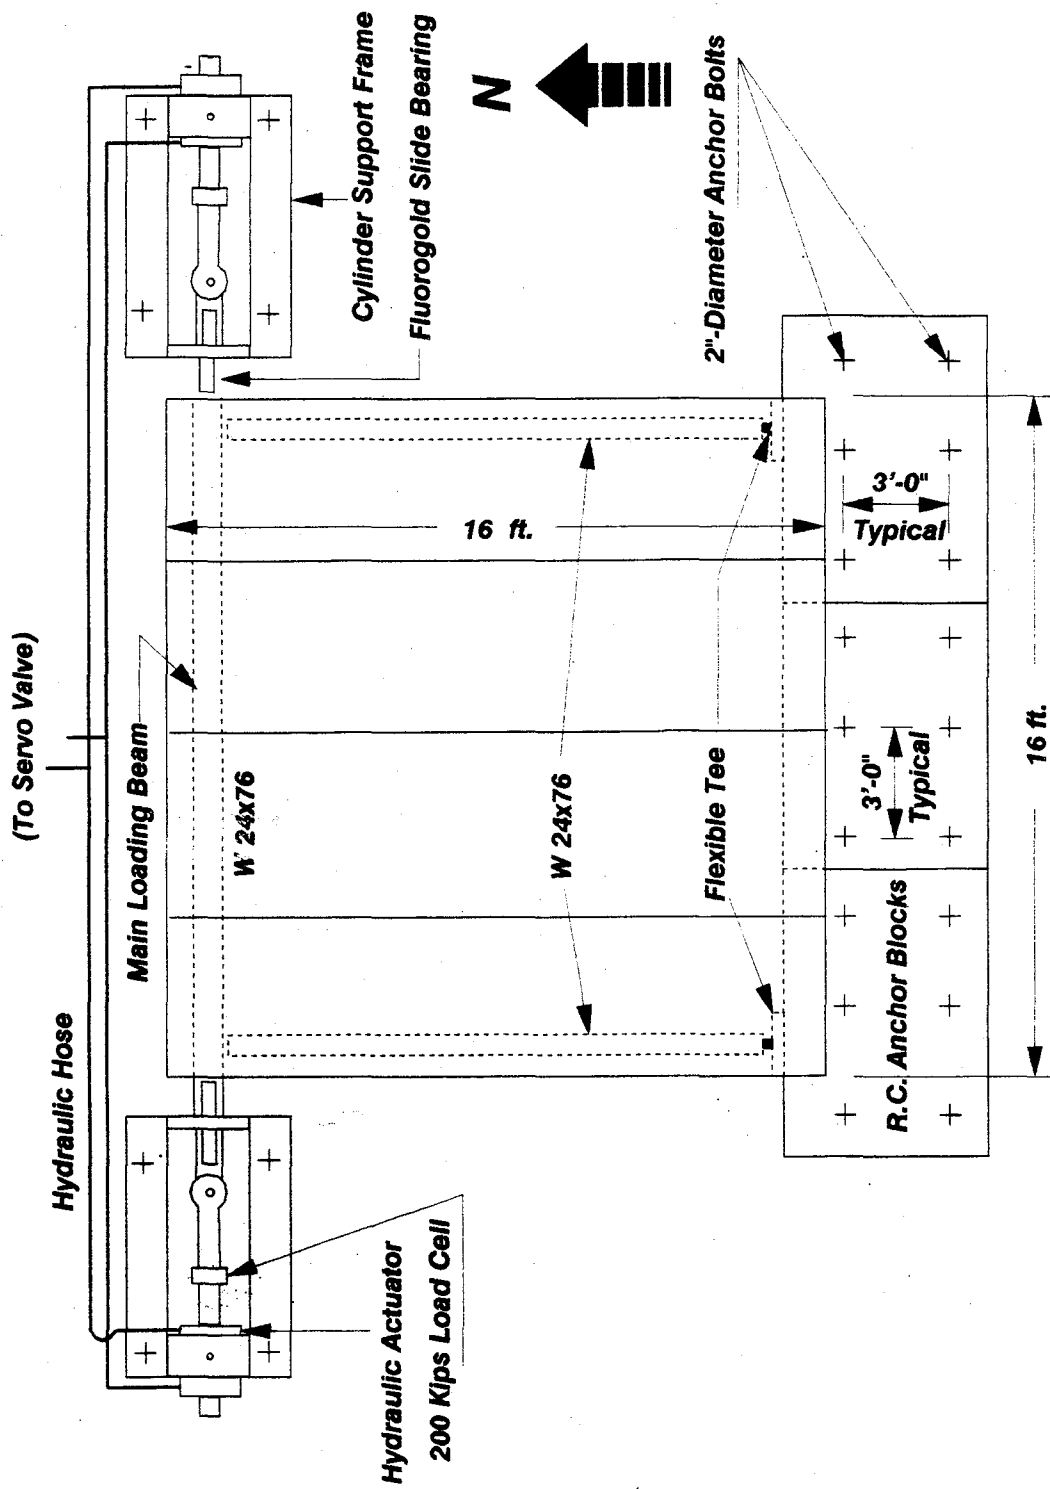 (To Servo Valve)
Hydraulic Hose
Main Loading Beam
W 24x76
Cylinder Support Frame
Fluorogold Slide Bearing
N
2"-Diameter Anchor Bolts
16 ft.
W 24x76
Flexible Tee
3'-0"
Typical
3'-0"
Typical
R.C. Anchor Blocks
16 ft.
Hydraulic Actuator
200 Kips Load Cell